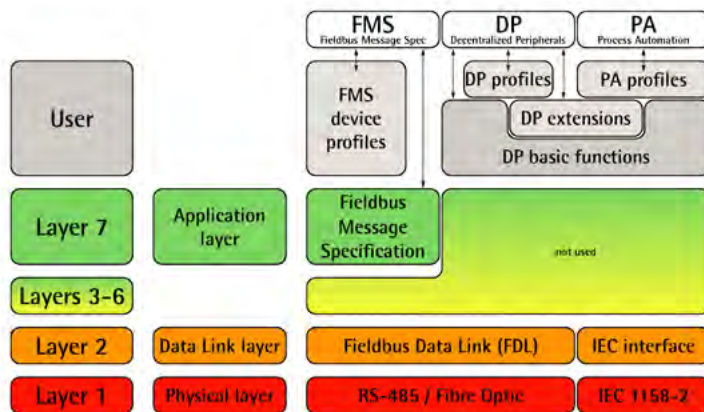 FMS
Fieldbus Message Spec
DP
Decentralized Peripherals
PA
Process Automation
User
FMS
device
profiles
DP profiles
PA profiles
DP extensions
DP basic functions
Layer 7
Application
layer
Fieldbus
Message
Specification
not used
Layers 3-6
Layer 2
Data Link layer
Fieldbus Data Link (FDL)
IEC interface
Layer 1
Physical layer
RS-485 / Fibre Optic
IEC 1158-2